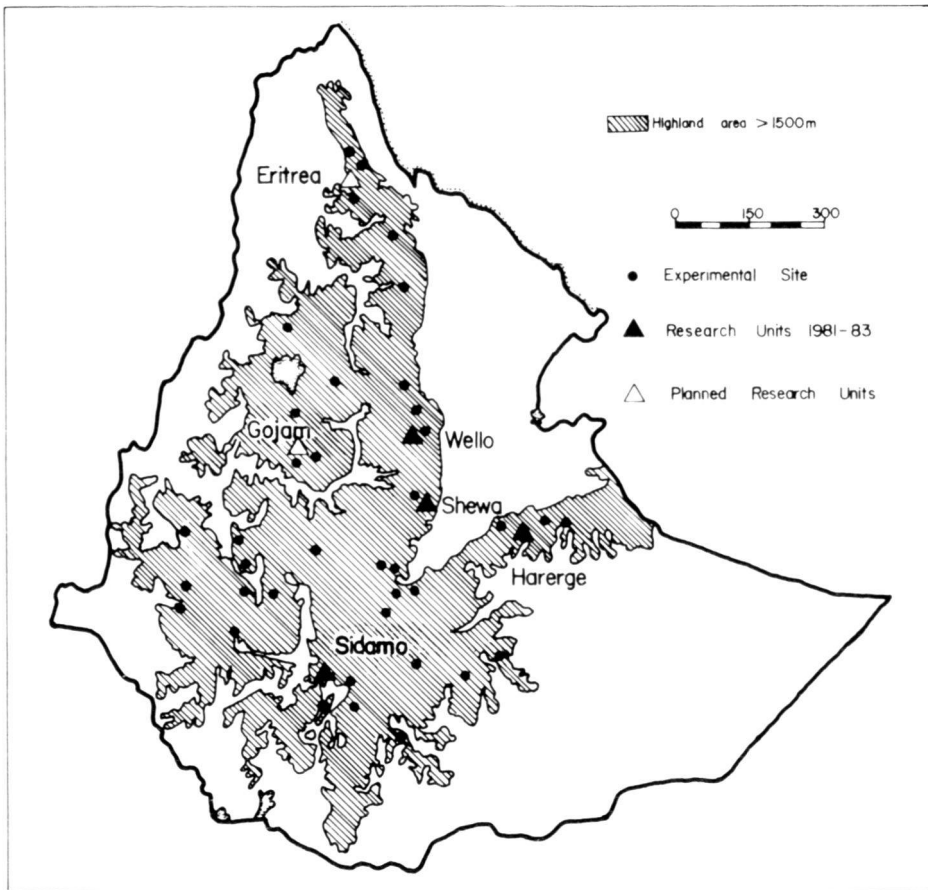 Highland area > 1500m
Eritrea
0 150 300
Experimental Site
Research Units 1981-83
Planned Research Units
Gojam
Wello
Shewa
Harerge
Sidamo